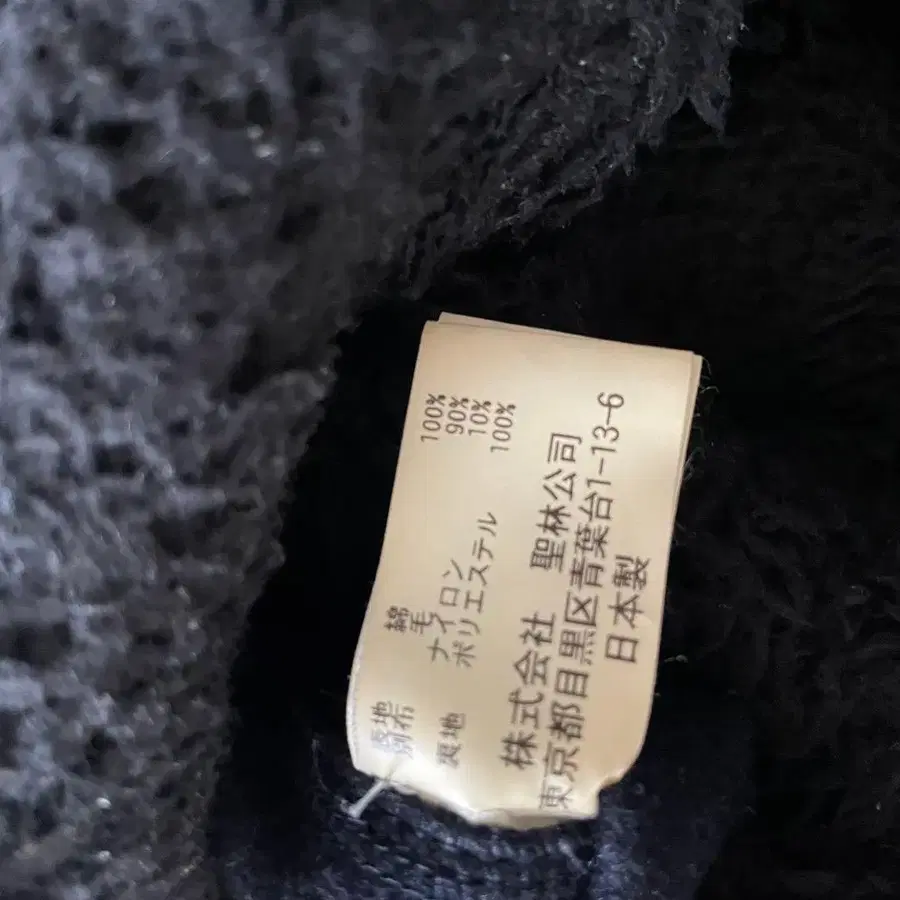 表地 綿 100%
別布 毛 90%
ナイロン 10%
裏地 ポリエステル 100%
株式会社 聖林公司
東京都目黒区青葉台1-13-6
日本製